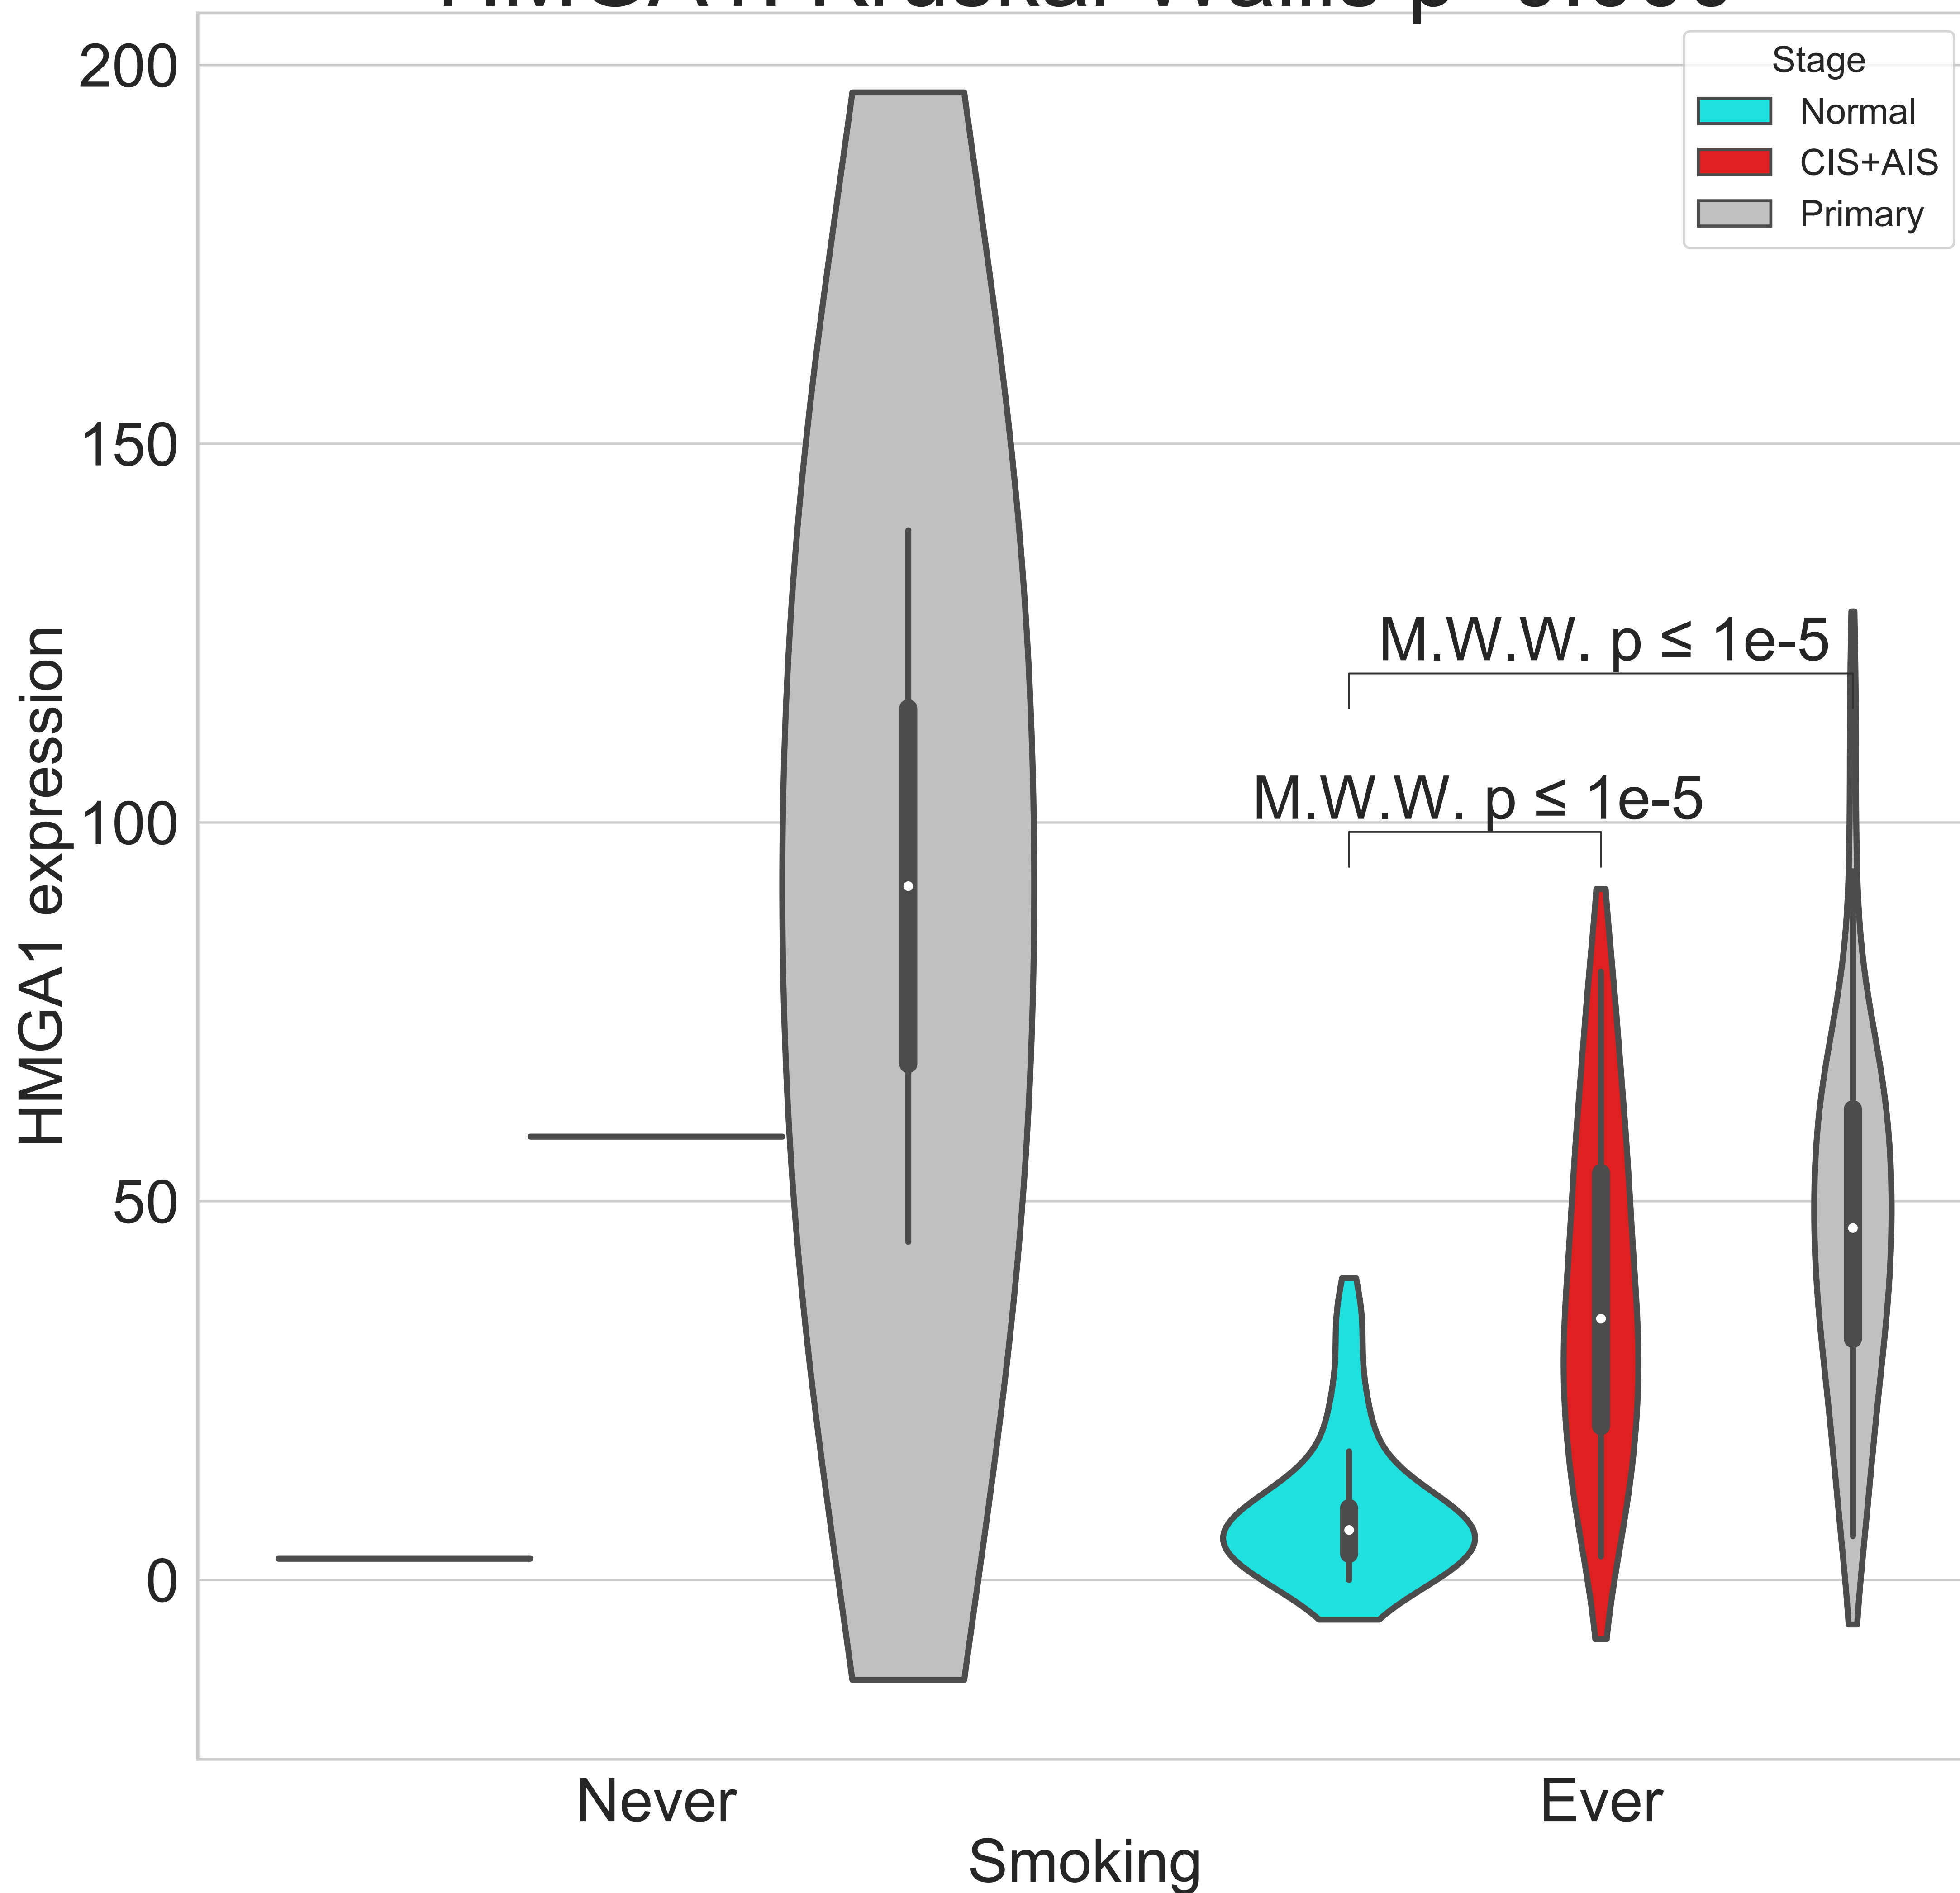 200
Stage
Normal
CIS+AIS
Primary
150
M.W.W. p ≤ 1e-5
M.W.W. p ≤ 1e-5
100
50
0
HMGA1 expression
Never
Ever
Smoking